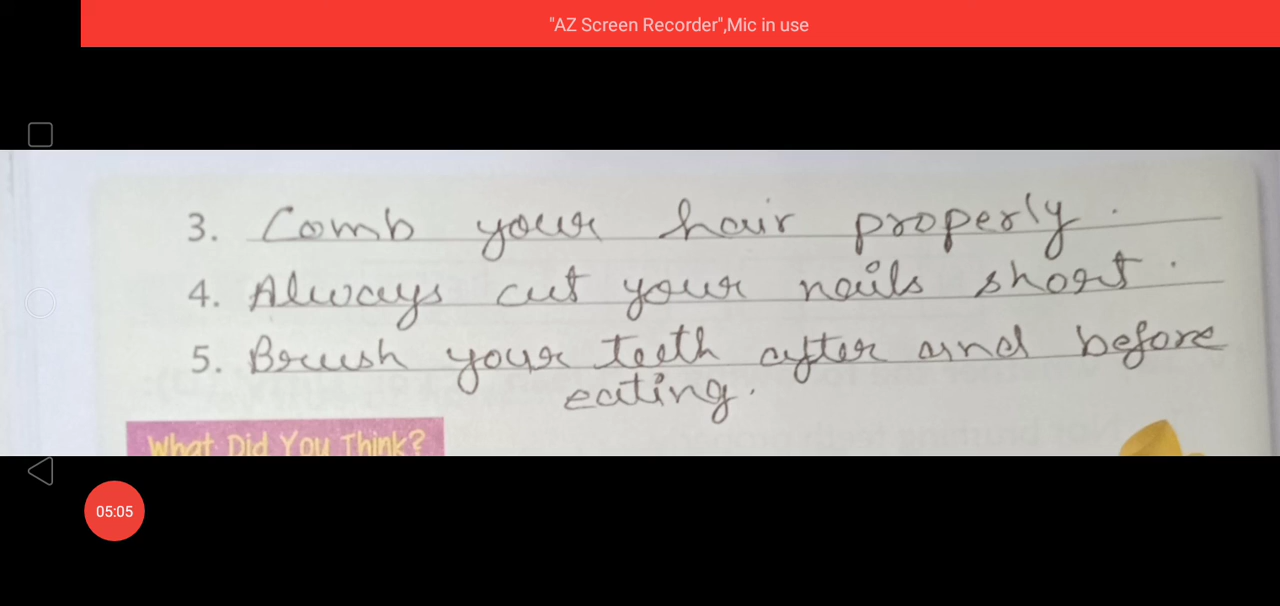 "AZ Screen Recorder",Mic in use
3. Comb your hair properly.
4. Always cut your nails short.
5. Brush your teeth after and before
eating.
What Did You Think?
05:05